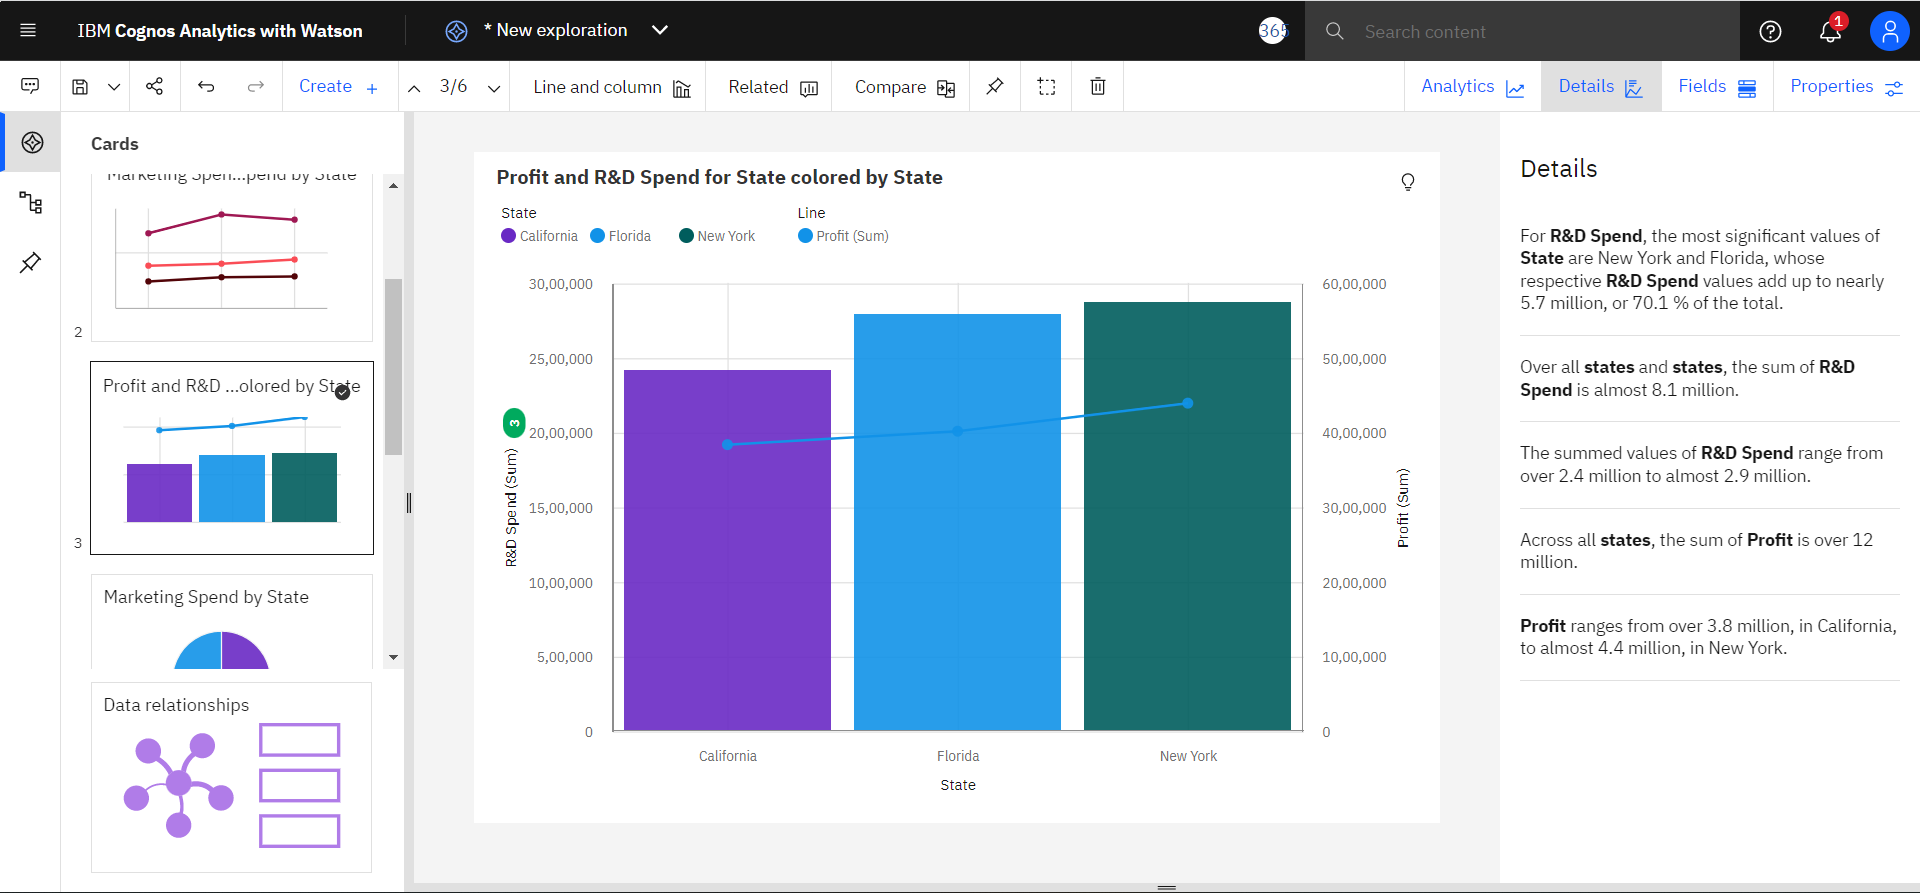 IBM Cognos Analytics with Watson
* New exploration
365
Search content
1
Create +
3/6
Line and column
Related
Compare
Analytics
Details
Fields
Properties
Cards
Marketing Spen...pend by State
2
Profit and R&D ...olored by State
3
Marketing Spend by State
Data relationships
Profit and R&D Spend for State colored by State
State
Line
California
Florida
New York
Profit (Sum)
30,00,000
25,00,000
20,00,000
15,00,000
10,00,000
5,00,000
0
3
R&D Spend (Sum)
60,00,000
50,00,000
40,00,000
30,00,000
20,00,000
10,00,000
0
Profit (Sum)
California
Florida
New York
State
Details
For R&D Spend, the most significant values of
State are New York and Florida, whose
respective R&D Spend values add up to nearly
5.7 million, or 70.1 % of the total.
Over all states and states, the sum of R&D
Spend is almost 8.1 million.
The summed values of R&D Spend range from
over 2.4 million to almost 2.9 million.
Across all states, the sum of Profit is over 12
million.
Profit ranges from over 3.8 million, in California,
to almost 4.4 million, in New York.